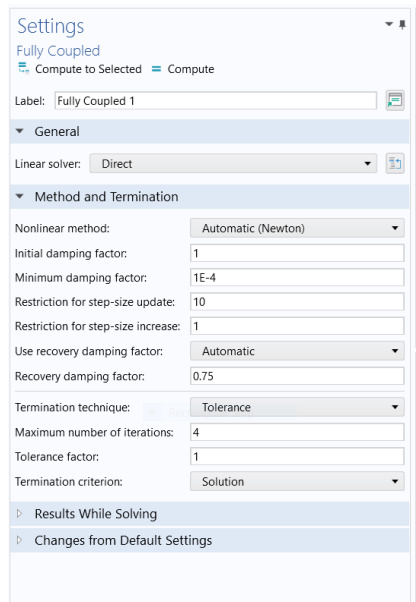 Settings
Fully Coupled
Compute to Selected = Compute
Label: Fully Coupled 1
General
Linear solver: Direct
Method and Termination
Nonlinear method: Automatic (Newton)
Initial damping factor: 1
Minimum damping factor: 1E-4
Restriction for step-size update: 10
Restriction for step-size increase: 1
Use recovery damping factor: Automatic
Recovery damping factor: 0.75
Termination technique: Tolerance
Maximum number of iterations: 4
Tolerance factor: 1
Termination criterion: Solution
Results While Solving
Changes from Default Settings